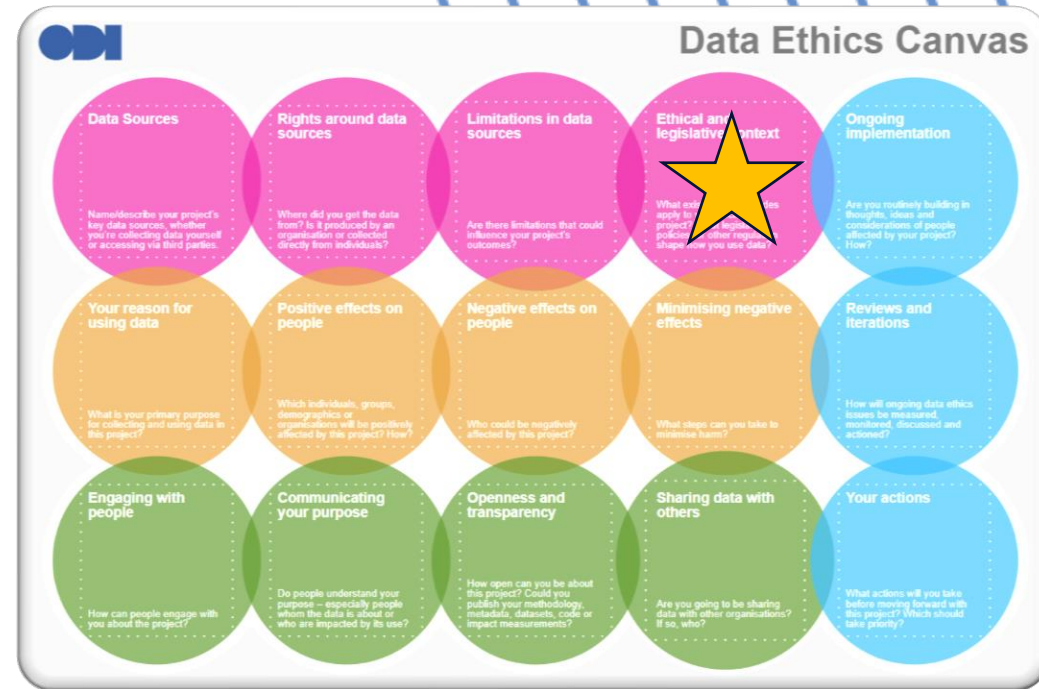 ODI
Data Ethics Canvas
Data Sources
Name/describe your project's
key data sources, whether
you're collecting data yourself
or accessing via third parties.
Rights around data
sources
Where did you get the data
from? Is it produced by an
organisation or collected
directly from individuals?
Limitations in data
sources
Are there limitations that could
influence your project's
outcomes?
Ethical and
legislative context
What
apply to
project?
other
shape how you use data?
Ongoing
implementation
Are you routinely building in
thoughts, ideas and
considerations of people
affected by your project?
How?
Your reason for
using data
What is your primary purpose
for collecting and using data in
this project?
Positive effects on
people
Which individuals, groups,
demographics or
organisations will be positively
affected by this project? How?
Negative effects on
people
Who could be negatively
affected by this project?
Minimising negative
effects
What steps can you take to
minimise harm?
Reviews and
iterations
How will ongoing data ethics
issues be measured,
monitored, discussed and
actioned?
Engaging with
people
How can people engage with
you about the project?
Communicating
your purpose
Do people understand your
purpose – especially people
whom the data is about or
who are impacted by its use?
Openness and
transparency
How open can you be about
this project? Could you
publish your methodology,
metadata, datasets, code or
impact measurements?
Sharing data with
others
Are you going to be sharing
data with other organisations?
If so, who?
Your actions
What actions will you take
before moving forward with
this project? Which should
take priority?